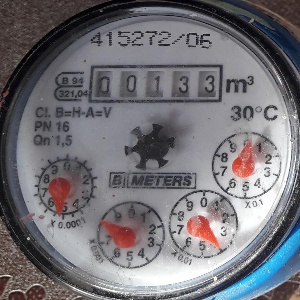 415272/06
B 94
321,04
00133 m³
Cl. B=H-A=V
PN 16
Qn 1,5
30°C
B METERS
X 0.1
X 0.0001
X 0.001
X 0.01